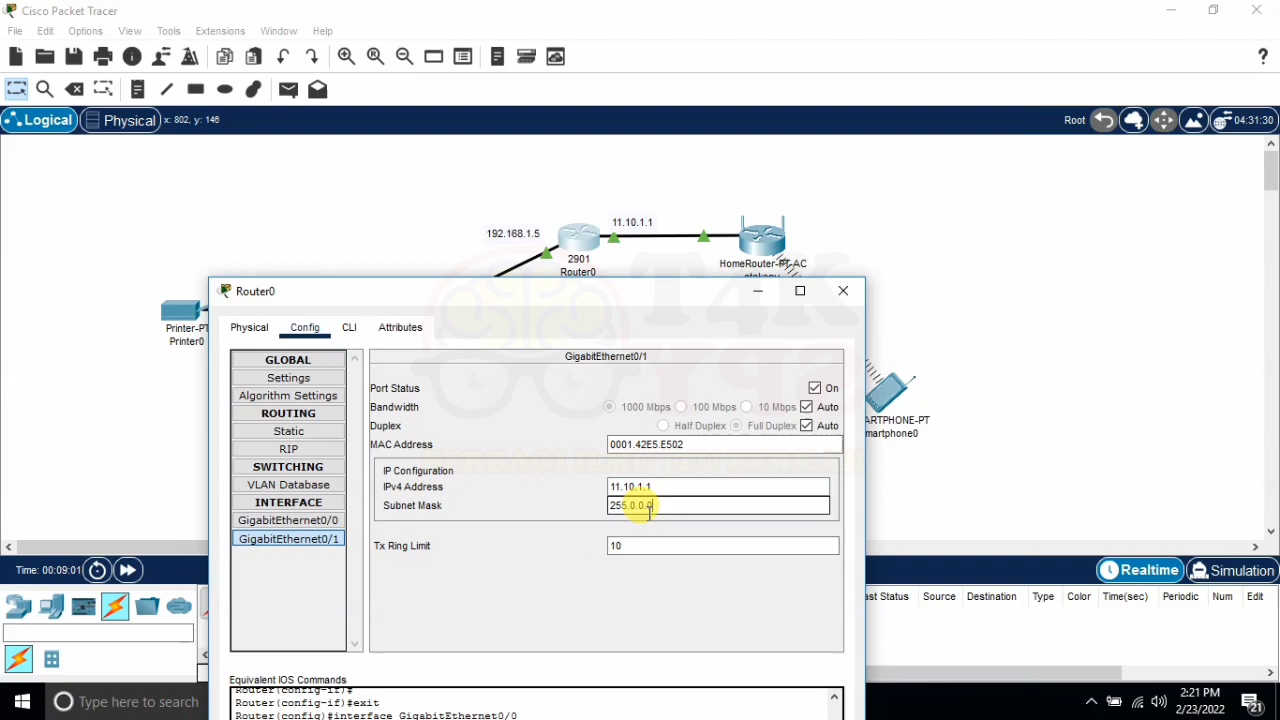 Cisco Packet Tracer
File Edit Options View Tools Extensions Window Help
Logical Physical x: 802, y: 146 Root 04:31:30
11.10.1.1
192.168.1.5
2901
Router0
HomeRouter-PT-AC
Printer-PT
Printer0
Router0
Physical Config CLI Attributes
GLOBAL
Settings
Algorithm Settings
ROUTING
Static
RIP
SWITCHING
VLAN Database
INTERFACE
GigabitEthernet0/0
GigabitEthernet0/1
GigabitEthernet0/1
Port Status On
Bandwidth 1000 Mbps 100 Mbps 10 Mbps Auto
Duplex Half Duplex Full Duplex Auto
MAC Address 0001.42E5.E502
IP Configuration
IPv4 Address 11.10.1.1
Subnet Mask 255.0.0.0
Tx Ring Limit 10
ARTPHONE-PT
martphone0
Equivalent IOS Commands
Router(config-if)#
Router(config-if)#exit
Router(config)#interface GigabitEthernet0/0
Time: 00:09:01 Realtime Simulation
ast Status Source Destination Type Color Time(sec) Periodic Num Edit
Type here to search
2:21 PM
2/23/2022
21